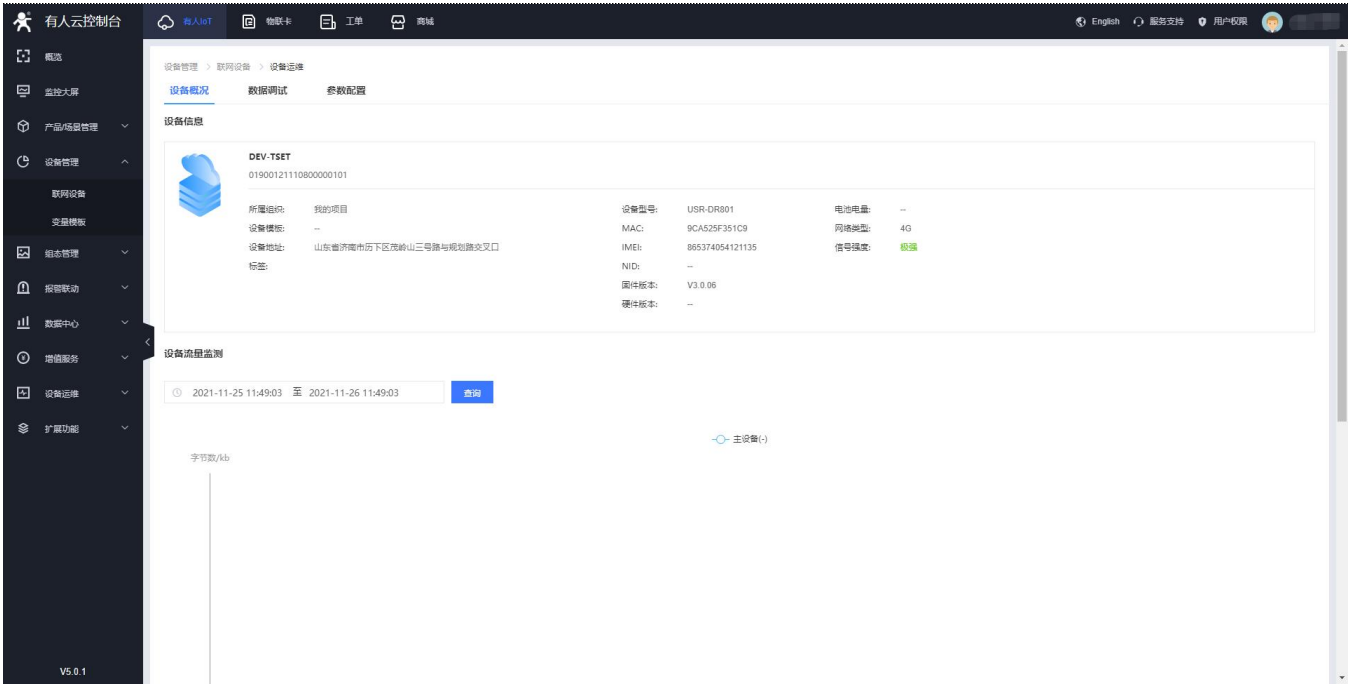 有人云控制台 有人IoT 物联卡 工单 商城 English 服务支持 用户权限
概览
监控大屏
产品/场景管理
设备管理
联网设备
变量模板
组态管理
报警联动
数据中心
增值服务
设备运维
扩展功能
V5.0.1
设备管理 > 联网设备 > 设备运维
设备概况 数据调试 参数配置
设备信息
DEV-TSET
01900121110800000101
所属组织: 我的项目 设备型号: USR-DR801 电池电量: --
设备模板: -- MAC: 9CA525F351C9 网络类型: 4G
设备地址: 山东省济南市历下区茂岭山三号路与规划路交叉口 IMEI: 865374054121135 信号强度: 极强
标签: NID: --
固件版本: V3.0.06
硬件版本: --
设备流量监测
2021-11-25 11:49:03 至 2021-11-26 11:49:03 查询
主设备(-)
字节数/kb